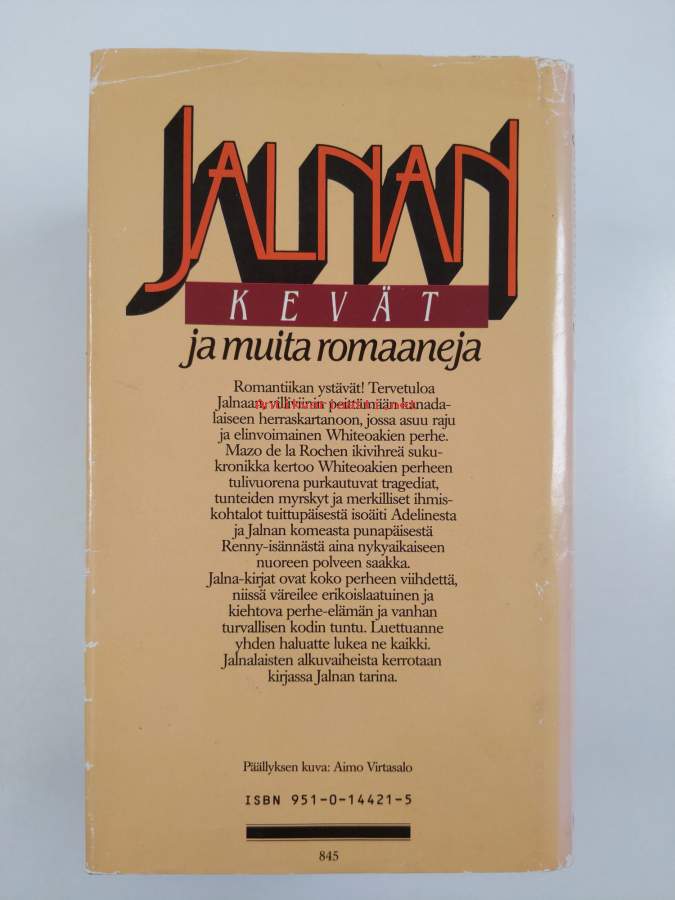 JALNAN
KEVÄT
ja muita romaaneja
Romantiikan ystävät! Tervetuloa
Jalnaan, villiviinin peittämään kanada-
laiseen herraskartanoon, jossa asuu raju
ja elinvoimainen Whiteoakien perhe.
Mazo de la Rochen ikivihreä suku-
kronikka kertoo Whiteoakien perheen
tulivuorena purkautuvat tragediat,
tunteiden myrskyt ja merkilliset ihmis-
kohtalot tuittupäisestä isoäiti Adelinesta
ja Jalnan komeasta punapäisestä
Renny-isännästä aina nykyaikaiseen
nuoreen polveen saakka.
Jalna-kirjat ovat koko perheen viihdettä,
niissä väreilee erikoislaatuinen ja
kiehtova perhe-elämän ja vanhan
turvallisen kodin tuntu. Luettuanne
yhden haluatte lukea ne kaikki.
Jalnalaisten alkuvaiheista kerrotaan
kirjassa Jalnan tarina.
Päällyksen kuva: Aimo Virtasalo
ISBN 951-0-14421-5
845